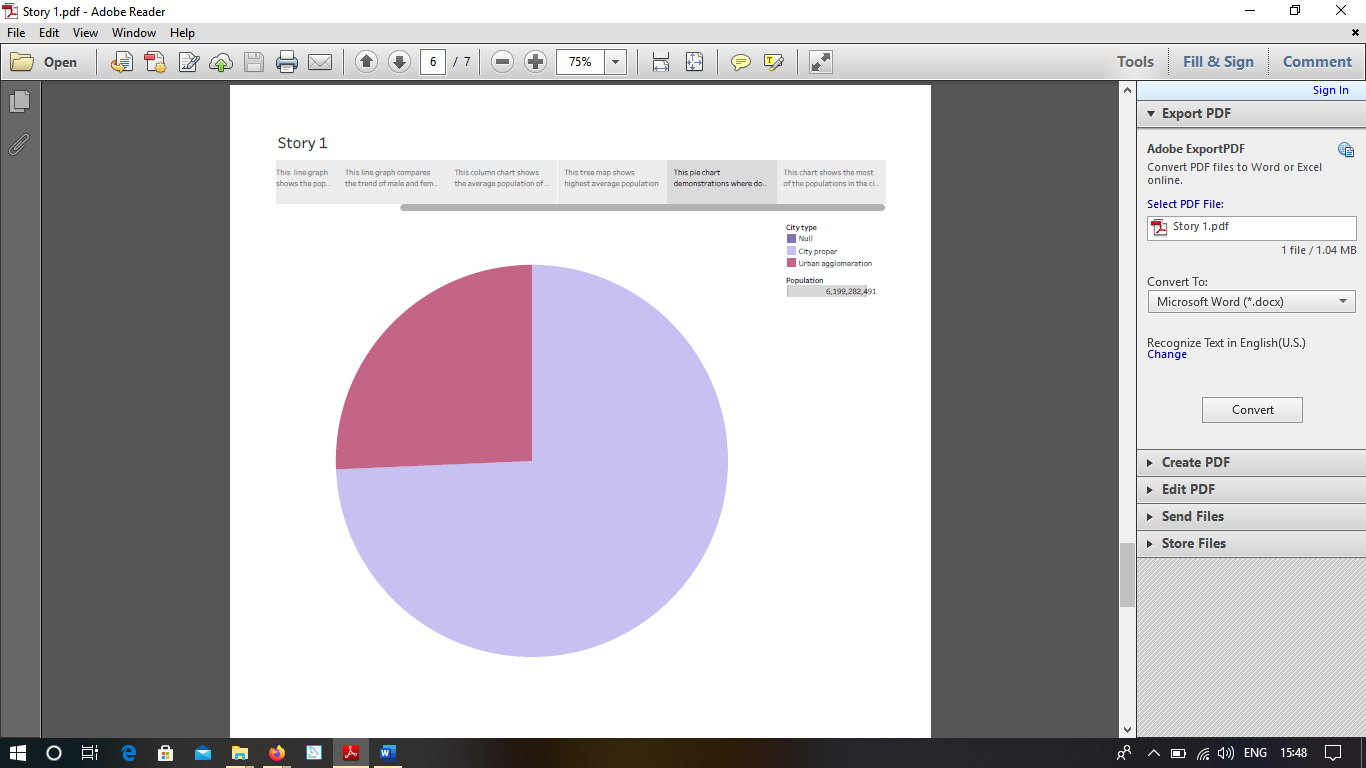 Story 1.pdf - Adobe Reader
File Edit View Window Help
Open 6 / 7 75% Tools Fill & Sign Comment
Sign In
Export PDF
Adobe ExportPDF
Convert PDF files to Word or Excel
online.
Select PDF File:
Story 1.pdf
1 file / 1.04 MB
Convert To:
Microsoft Word (*.docx)
Recognize Text in English(U.S.)
Change
Convert
Create PDF
Edit PDF
Send Files
Store Files
Story 1
This line graph
shows the pop..
This line graph compares
the trend of male and fem..
This column chart shows
the average population of ..
This tree map shows
highest average population
This pie chart
demonstrations where do..
This chart shows the most
of the populations in the ci..
City type
Null
City proper
Urban agglomeration
Population
6,199,282,491
ENG 15:48